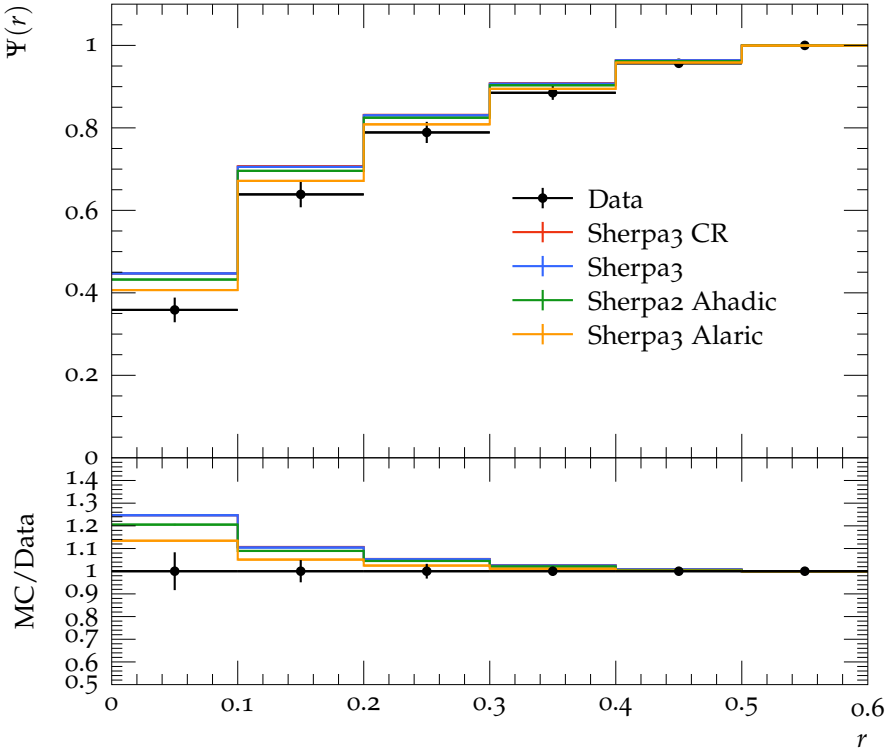 Ψ(r)
1
0.8
0.6
0.4
0.2
0
Data
Sherpa3 CR
Sherpa3
Sherpa2 Ahadic
Sherpa3 Alaric
MC/Data
1.4
1.3
1.2
1.1
1
0.9
0.8
0.7
0.6
0.5
0 0.1 0.2 0.3 0.4 0.5 0.6
r